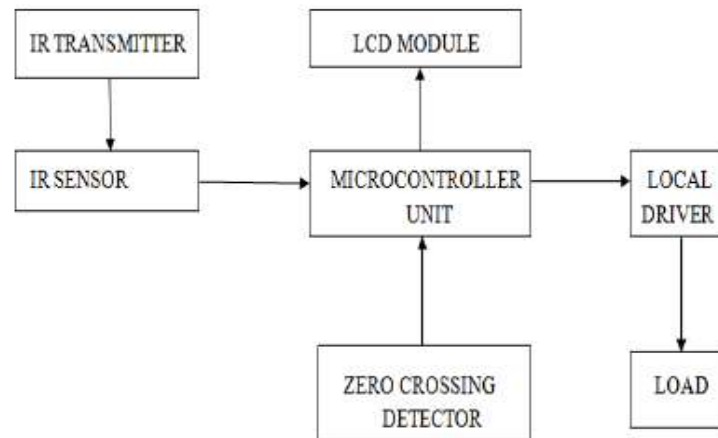 IR TRANSMITTER
LCD MODULE
IR SENSOR
MICROCONTROLLER
UNIT
LOCAL
DRIVER
ZERO CROSSING
DETECTOR
LOAD